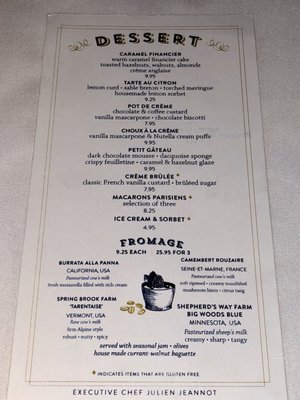 DESSERT
CARAMEL FINANCIER
warm caramel financier cake
toasted hazelnuts, walnuts, almonds
crème anglaise
9.95
TARTE AU CITRON
lemon curd • sable breton • torched meringue
housemade lemon sorbet
9.25
POT DE CRÈME
chocolate & coffee custard
vanilla mascarpone • chocolate biscotti
7.95
CHOUX À LA CRÈME
vanilla mascarpone & Nutella cream puffs
9.95
PETIT GÂTEAU
dark chocolate mousse • dacquoise sponge
crispy feuilletine • caramel & hazelnut glaze
9.95
CRÈME BRÛLÉE +
classic French vanilla custard • brûléed sugar
7.95
MACARONS PARISIENS +
selection of three
8.25
ICE CREAM & SORBET +
4.95
FROMAGE
9.25 EACH 25.95 FOR 3
BURRATA ALLA PANNA
CALIFORNIA, USA
Pasteurized cow's milk
fresh mozzarella filled with rich cream
CAMEMBERT ROUZAIRE
SEINE-ET-MARNE, FRANCE
Pasteurized cow's milk
soft ripened • creamy mouthfeel
mushroom hints • citrus tang
SPRING BROOK FARM
'TARENTAISE'
VERMONT, USA
Raw cow's milk
firm Alpine style
robust • nutty • spicy
SHEPHERD'S WAY FARM
BIG WOODS BLUE
MINNESOTA, USA
Pasteurized sheep's milk
creamy • sharp • tangy
served with seasonal jam • olives
house made currant-walnut baguette
+ INDICATES ITEMS THAT ARE GLUTEN FREE
EXECUTIVE CHEF JULIEN JEANNOT